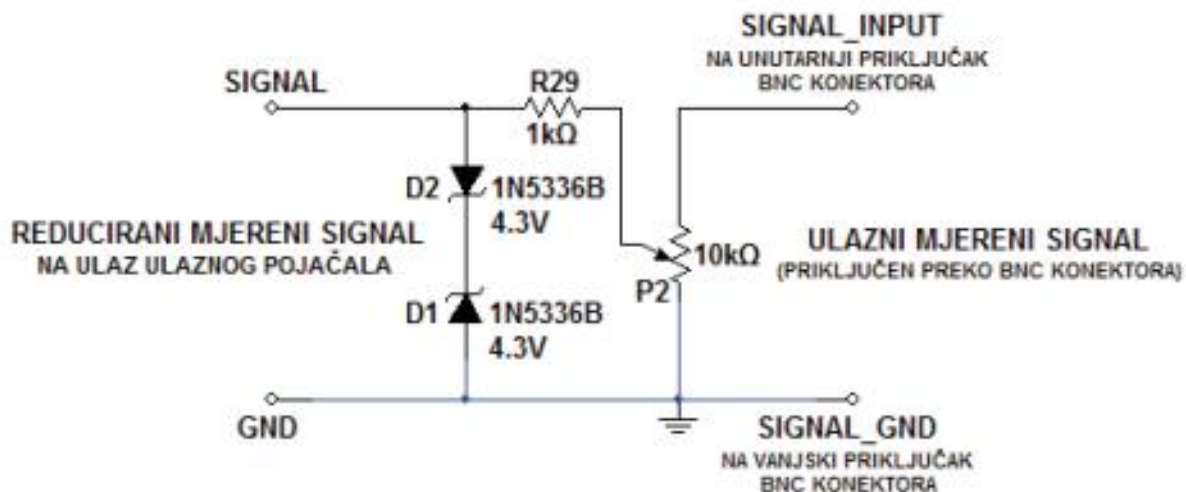 SIGNAL_INPUT
NA UNUTARNJI PRIKLJUČAK
BNC KONEKTORA
SIGNAL
R29
1kΩ
D2
1N5336B
4.3V
REDUCIRANI MJERENI SIGNAL
NA ULAZ ULAZNOG POJAČALA
10kΩ
P2
ULAZNI MJERENI SIGNAL
(PRIKLJUČEN PREKO BNC KONEKTORA)
D1
1N5336B
4.3V
GND
SIGNAL_GND
NA VANJSKI PRIKLJUČAK
BNC KONEKTORA